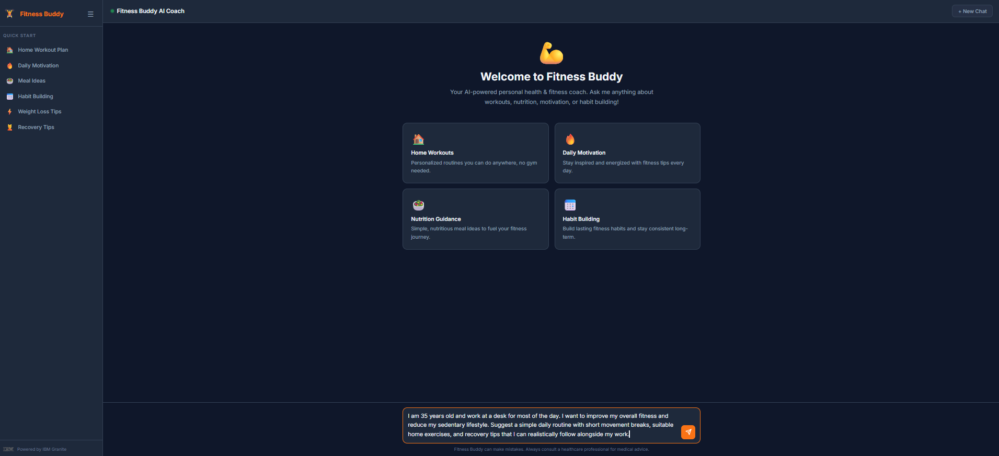 Fitness Buddy
QUICK START
Home Workout Plan
Daily Motivation
Meal Ideas
Habit Building
Weight Loss Tips
Recovery Tips
IBM Powered by IBM Granite
Fitness Buddy AI Coach
+ New Chat
Welcome to Fitness Buddy
Your AI-powered personal health & fitness coach. Ask me anything about
workouts, nutrition, motivation, or habit building!
Home Workouts
Personalized routines you can do anywhere, no gym
needed.
Daily Motivation
Stay inspired and energized with fitness tips every
day.
Nutrition Guidance
Simple, nutritious meal ideas to fuel your fitness
journey.
Habit Building
Build lasting fitness habits and stay consistent long-
term.
I am 35 years old and work at a desk for most of the day. I want to improve my overall fitness and
reduce my sedentary lifestyle. Suggest a simple daily routine with short movement breaks, suitable
home exercises, and recovery tips that I can realistically follow alongside my work.
Fitness Buddy can make mistakes. Always consult a healthcare professional for medical advice.